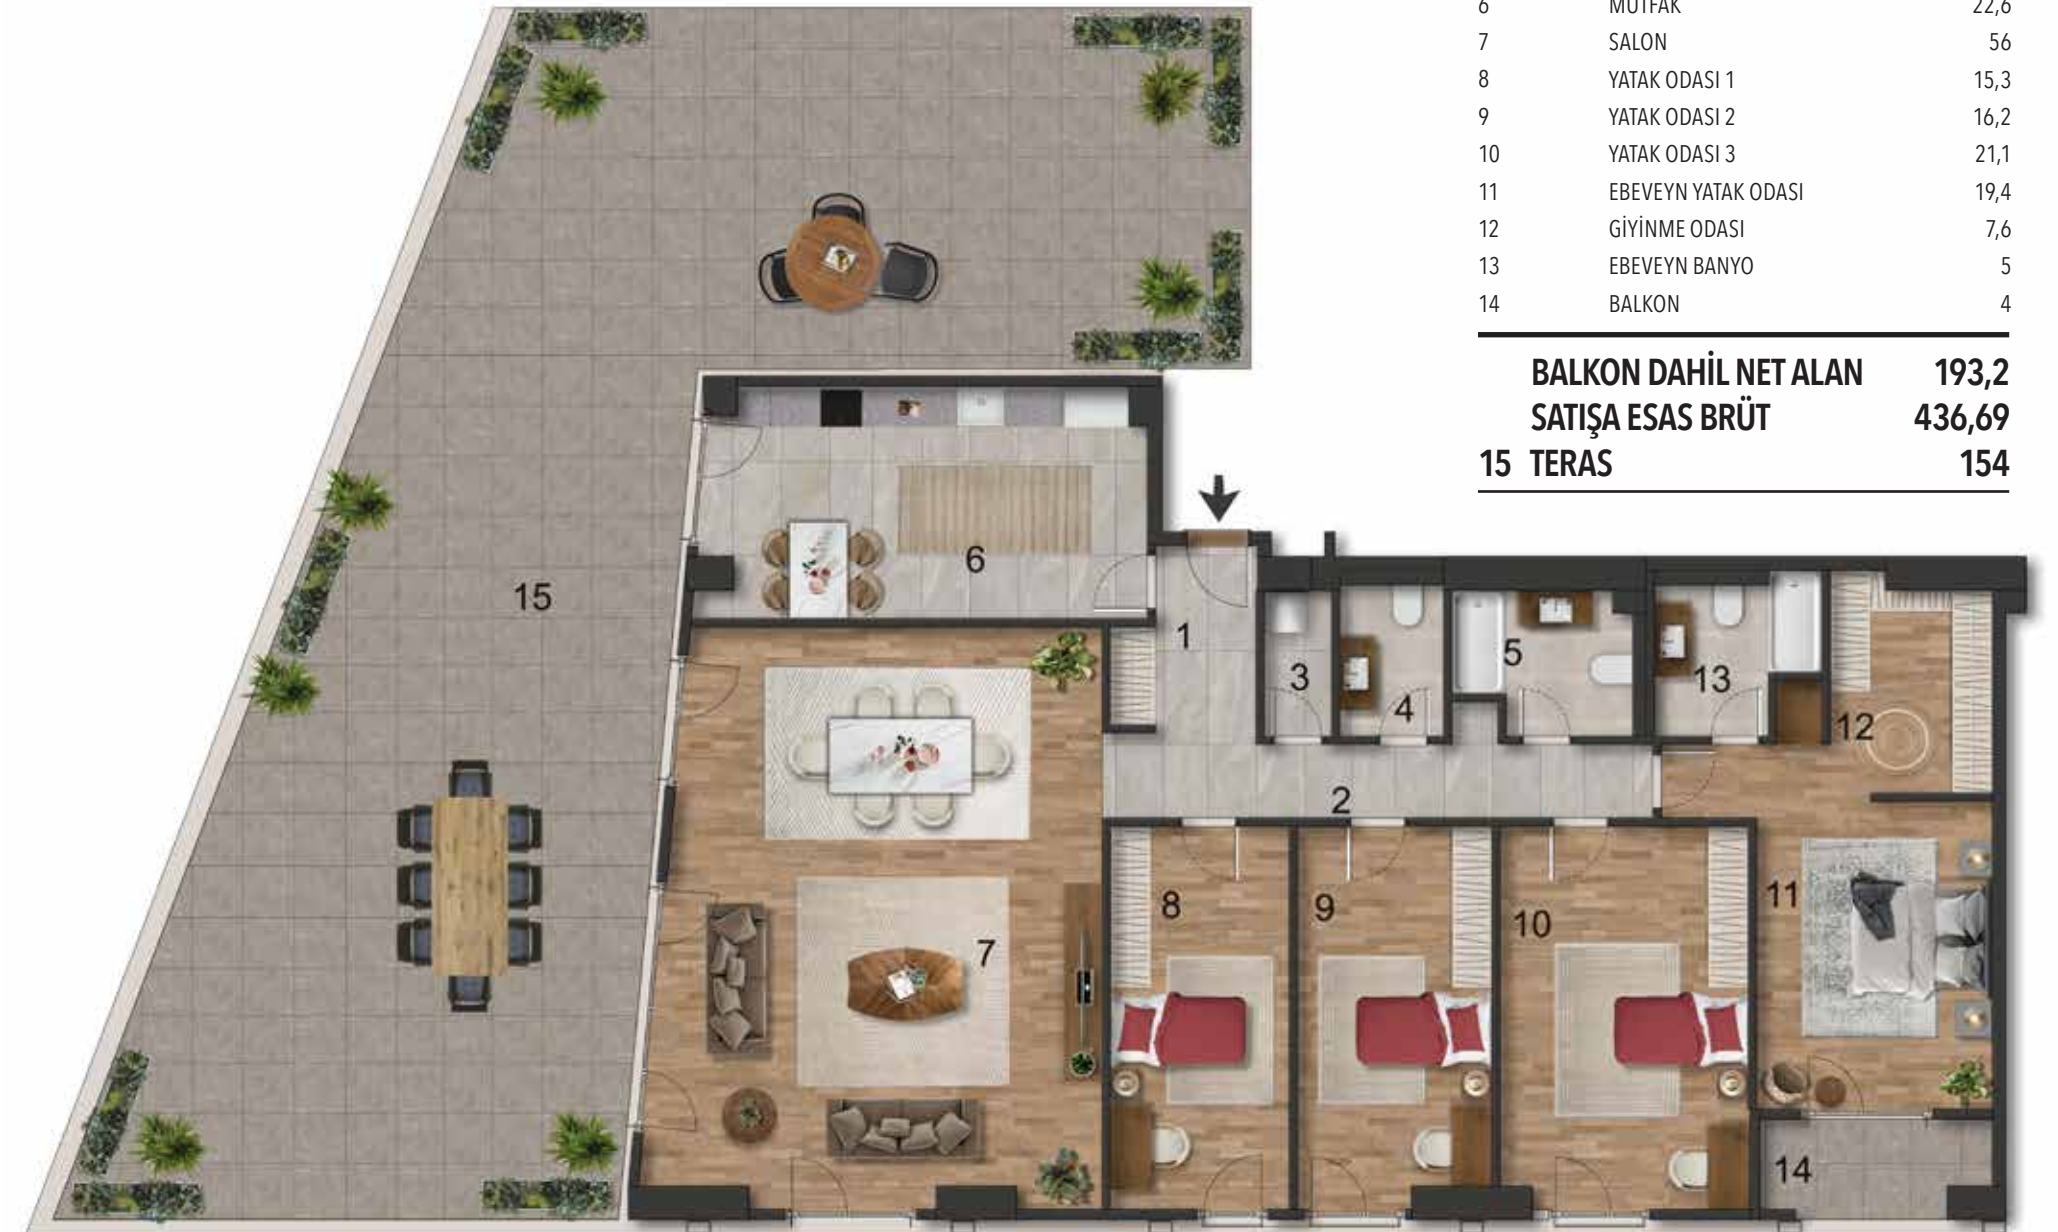 6 MUTFAK 22,6
7 SALON 56
8 YATAK ODASI 1 15,3
9 YATAK ODASI 2 16,2
10 YATAK ODASI 3 21,1
11 EBEVEYN YATAK ODASI 19,4
12 GİYİNME ODASI 7,6
13 EBEVEYN BANYO 5
14 BALKON 4
BALKON DAHİL NET ALAN 193,2
SATIŞA ESAS BRÜT 436,69
15 TERAS 154
6
15
1
3
4
5
13
12
2
8
9
10
11
7
14